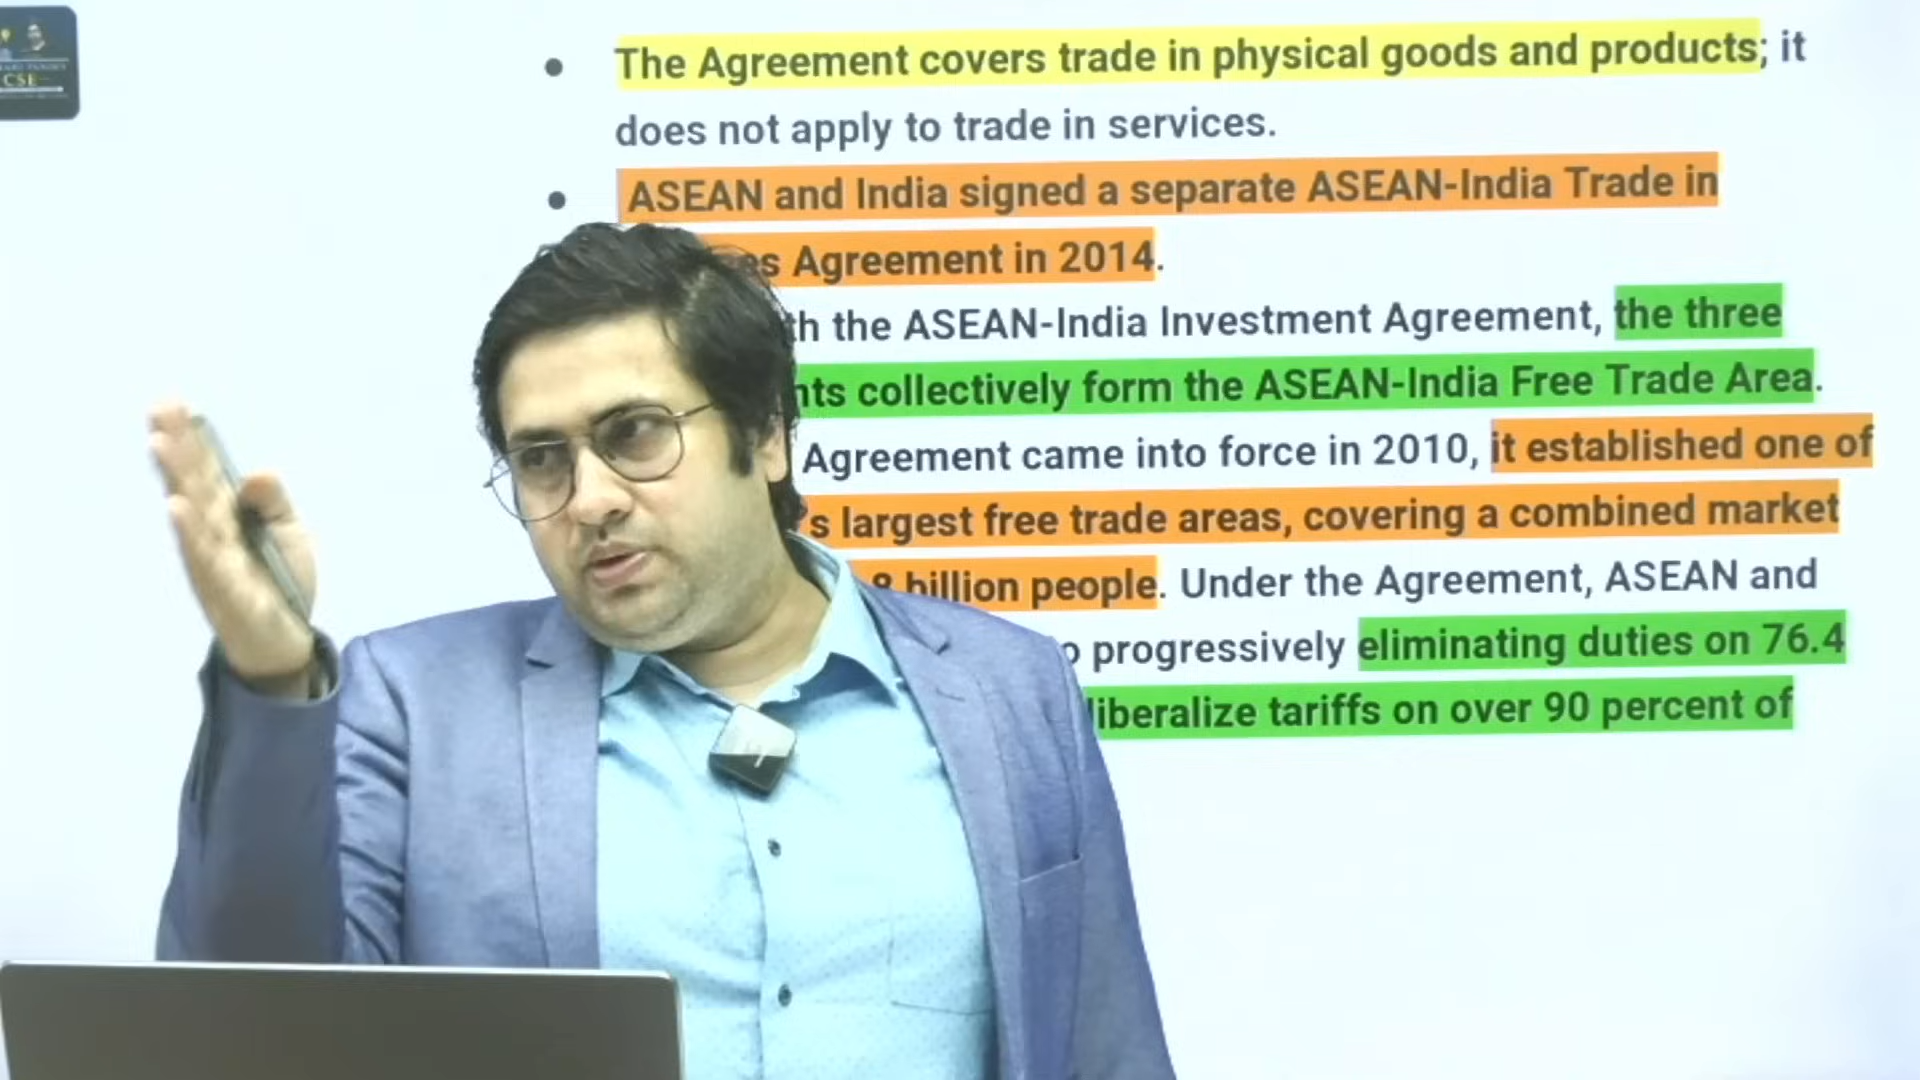 CSE
The Agreement covers trade in physical goods and products; it
does not apply to trade in services.
ASEAN and India signed a separate ASEAN-India Trade in
Agreement in 2014.
the ASEAN-India Investment Agreement, the three
collectively form the ASEAN-India Free Trade Area.
Agreement came into force in 2010, it established one of
largest free trade areas, covering a combined market
billion people. Under the Agreement, ASEAN and
progressively eliminating duties on 76.4
liberalize tariffs on over 90 percent of